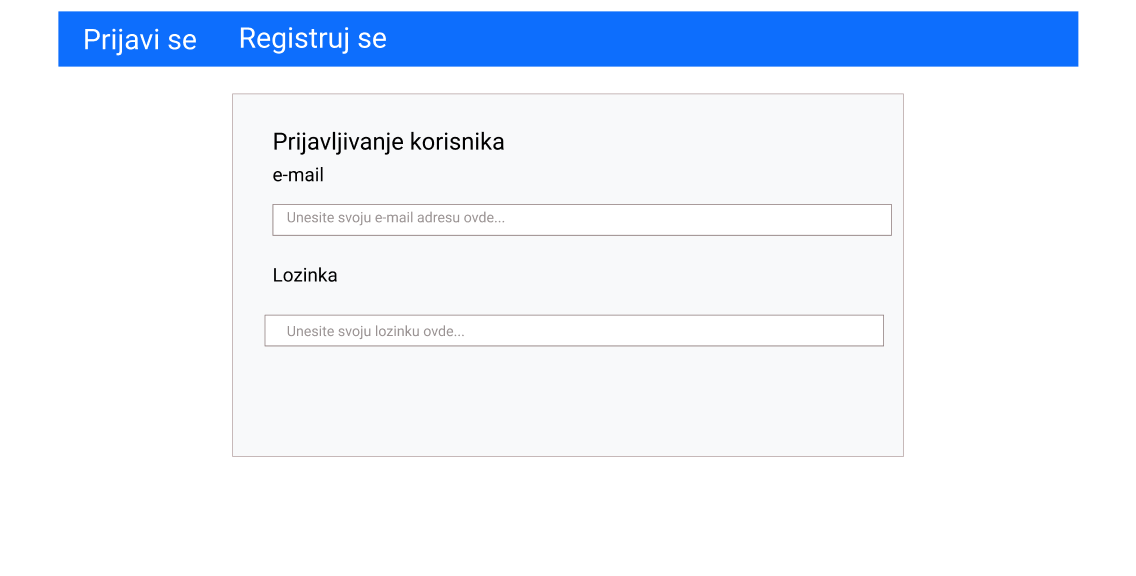 Prijavi se Registruj se
Prijavljivanje korisnika
e-mail
Unesite svoju e-mail adresu ovde...
Lozinka
Unesite svoju lozinku ovde...